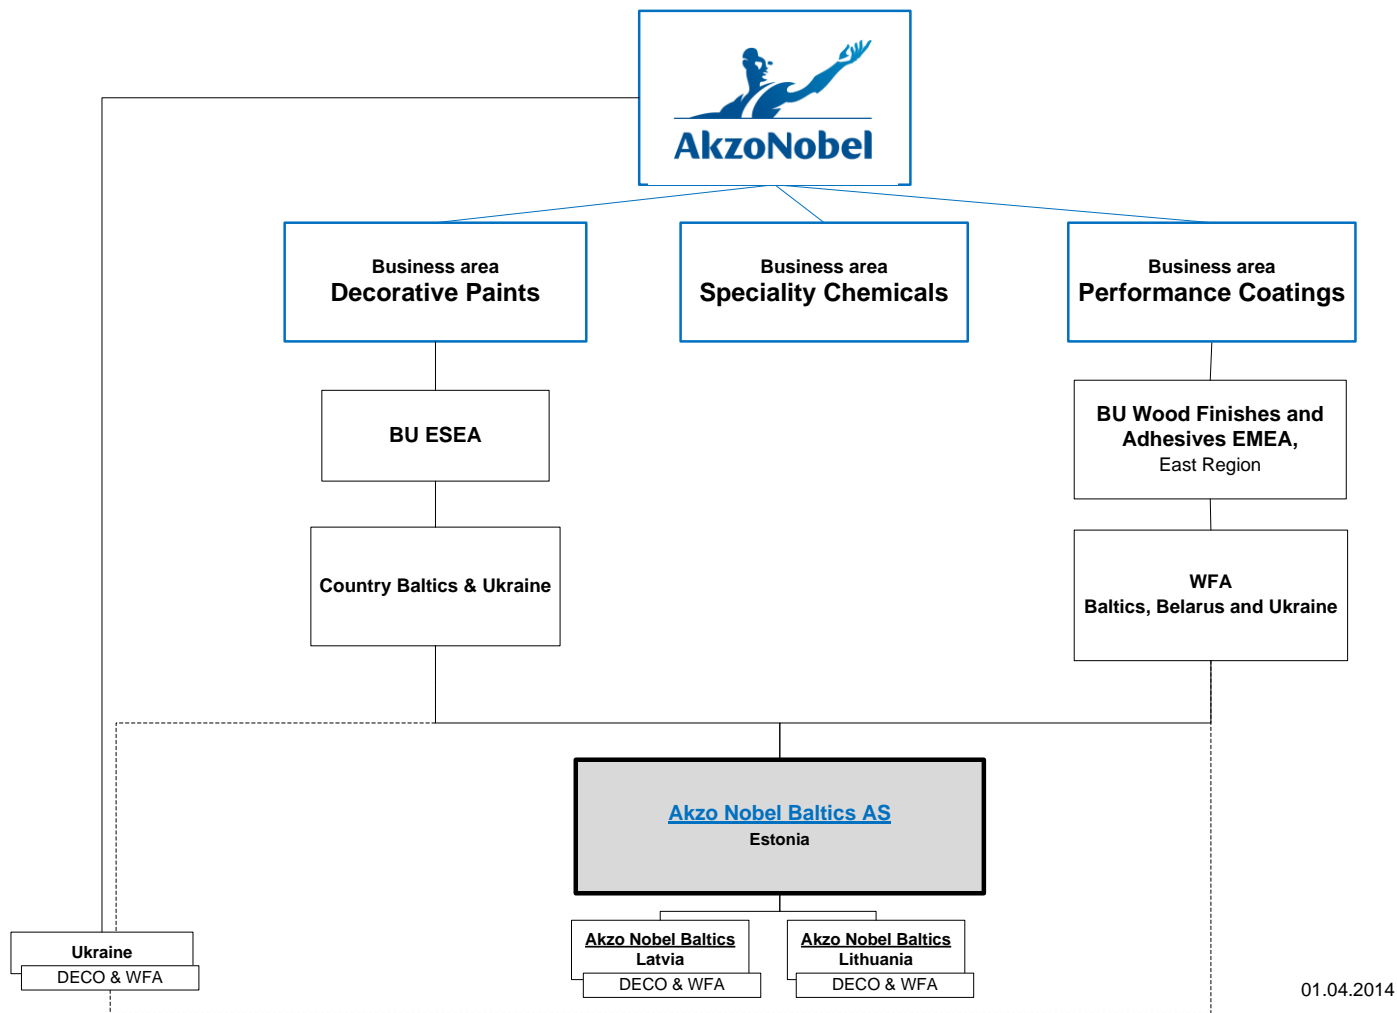 AkzoNobel
Business area
Decorative Paints
Business area
Speciality Chemicals
Business area
Performance Coatings
BU ESEA
BU Wood Finishes and
Adhesives EMEA,
East Region
Country Baltics & Ukraine
WFA
Baltics, Belarus and Ukraine
Akzo Nobel Baltics AS
Estonia
Ukraine
DECO & WFA
Akzo Nobel Baltics
Latvia
DECO & WFA
Akzo Nobel Baltics
Lithuania
DECO & WFA
01.04.2014